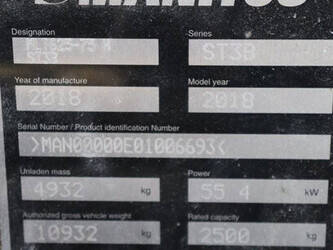 MANITOU
Designation Series
ST3B ST3B
Year of manufacture Model year
2018 2018
Serial Number / Product identification Number
>MAN00000E01006693<
Unladen mass Power
4932 kg 55 4 kW
Authorized gross vehicle weight Rated capacity
10932 kg 2500 kg